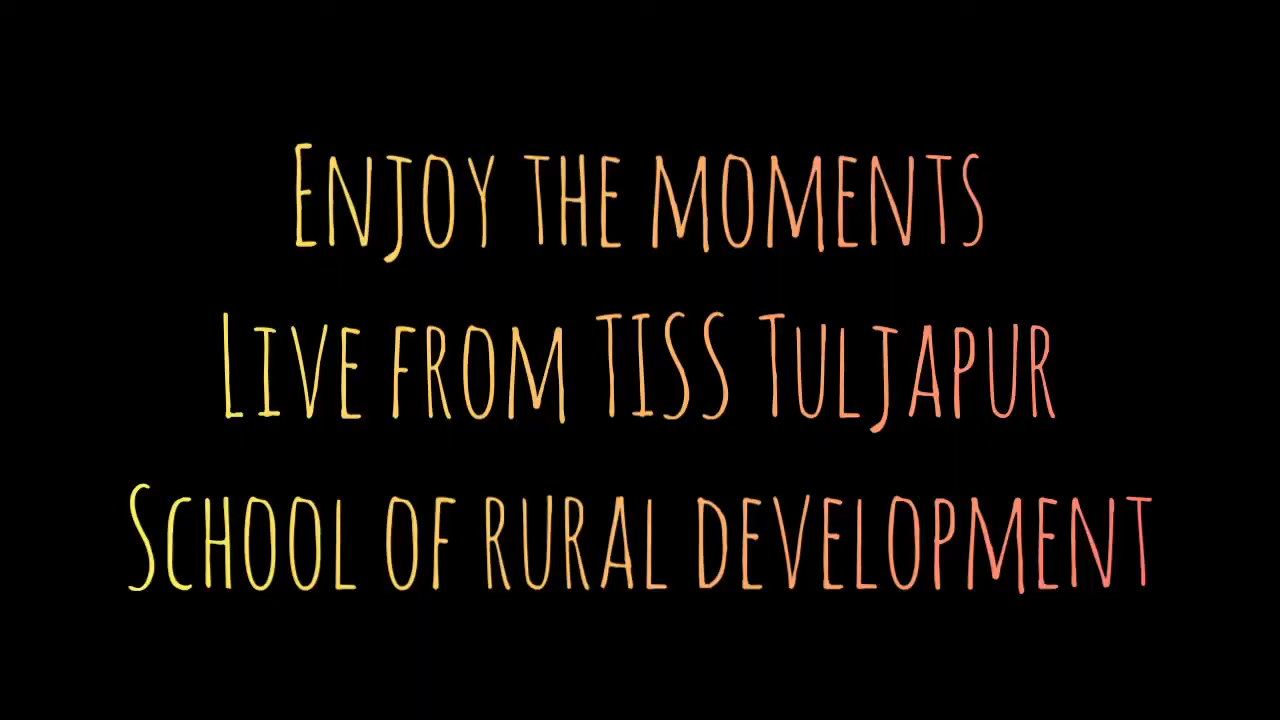 Enjoy the moments
Live from TISS Tuljapur
School of rural development